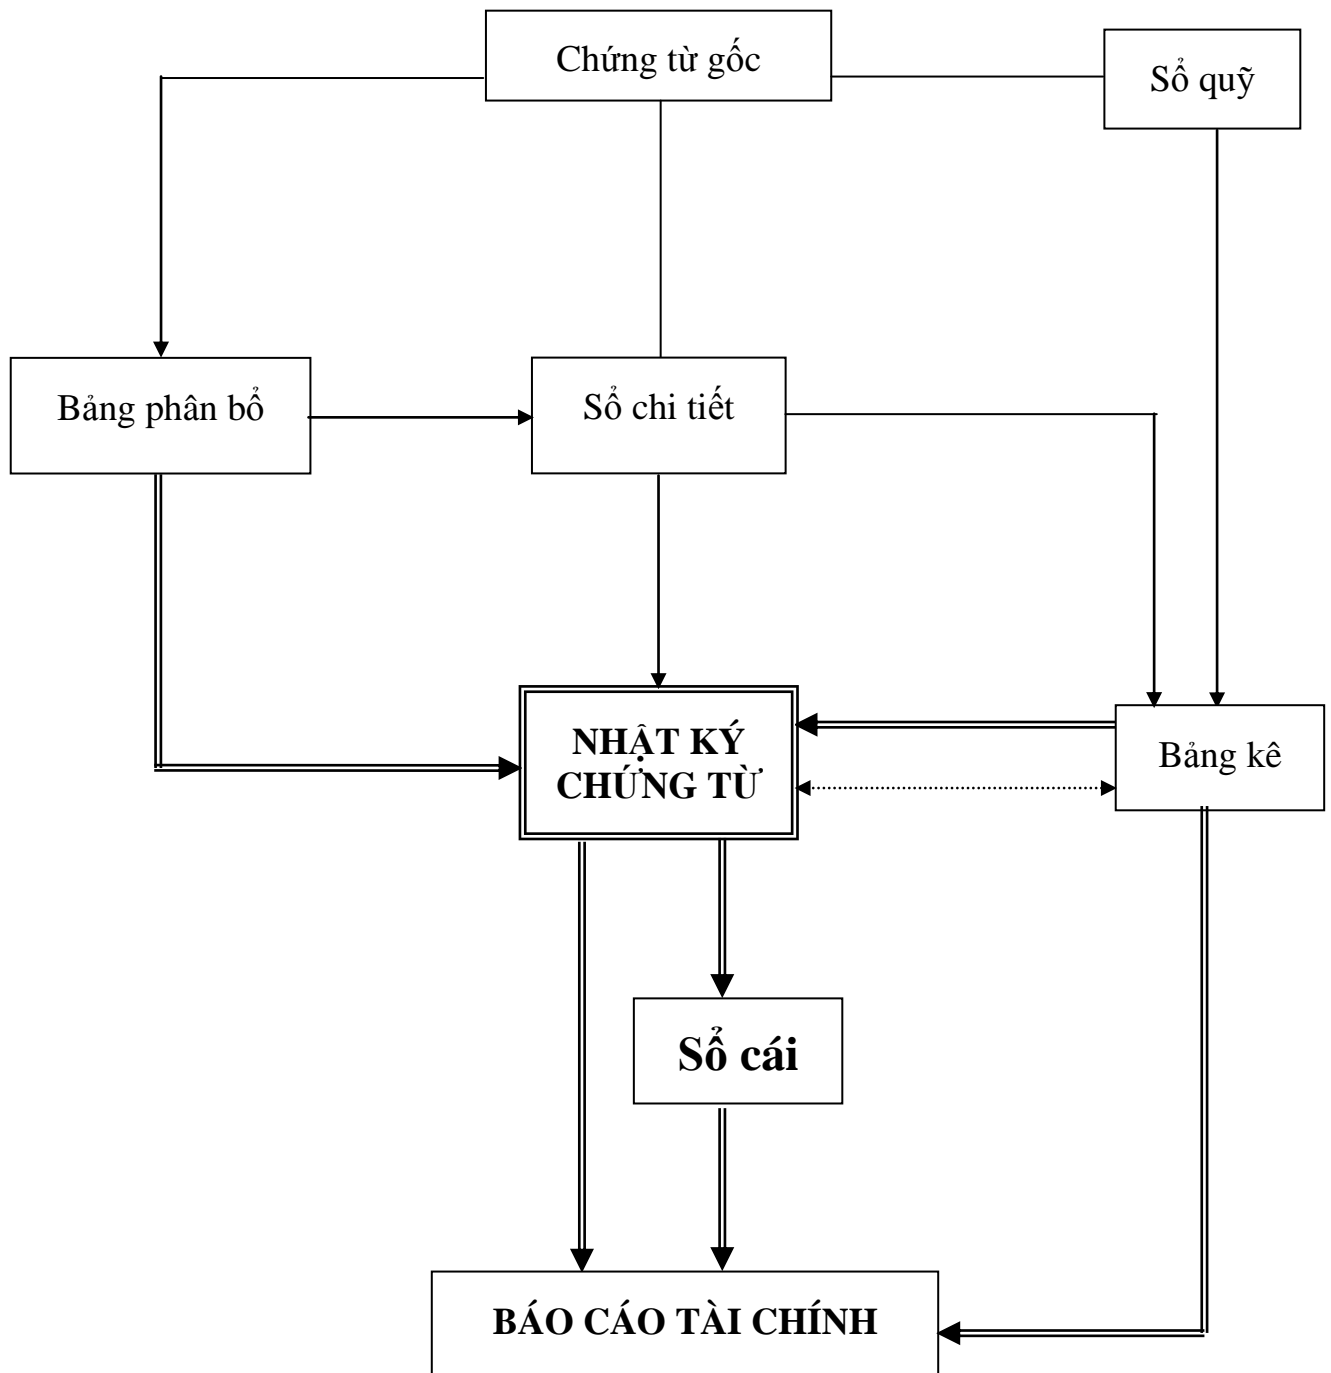 Chứng từ gốc
Sổ quỹ
Bảng phân bổ
Sổ chi tiết
NHẬT KÝ
CHỨNG TỪ
Bảng kê
Sổ cái
BÁO CÁO TÀI CHÍNH